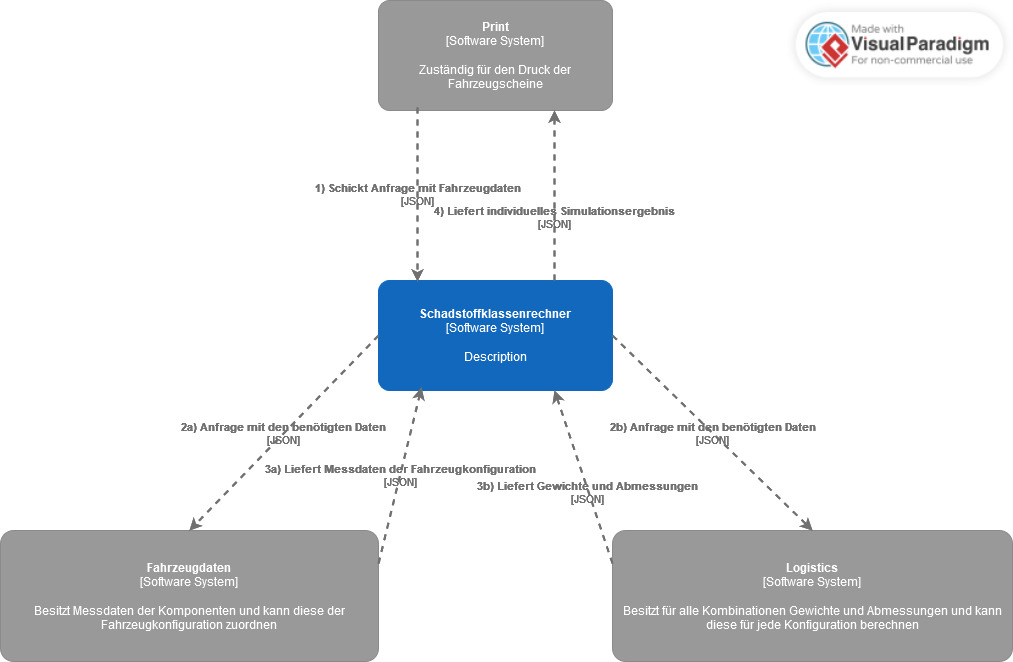 Print
[Software System]
Zuständig für den Druck der
Fahrzeugscheine
Made with
Visual Paradigm
For non-commercial use
1) Schickt Anfrage mit Fahrzeugdaten
[JSON]
4) Liefert individuelles Simulationsergebnis
[JSON]
Schadstoffklassenrechner
[Software System]
Description
2a) Anfrage mit den benötigten Daten
[JSON]
2b) Anfrage mit den benötigten Daten
[JSON]
3a) Liefert Messdaten der Fahrzeugkonfiguration
[JSON]
3b) Liefert Gewichte und Abmessungen
[JSON]
Fahrzeugdaten
[Software System]
Besitzt Messdaten der Komponenten und kann diese der
Fahrzeugkonfiguration zuordnen
Logistics
[Software System]
Besitzt für alle Kombinationen Gewichte und Abmessungen und kann
diese für jede Konfiguration berechnen